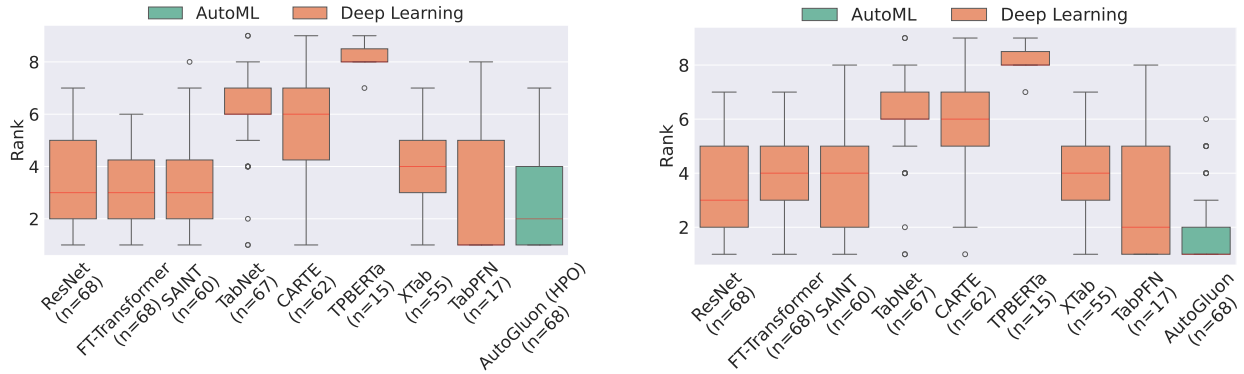 AutoML Deep Learning
Rank
8
6
4
2
ResNet
(n=68)
FT-Transformer
(n=68)
SAINT
(n=60)
TabNet
(n=67)
CARTE
(n=62)
TPBERTa
(n=15)
XTab
(n=55)
TabPFN
(n=17)
AutoGluon (HPO)
(n=68)
AutoML Deep Learning
Rank
8
6
4
2
ResNet
(n=68)
FT-Transformer
(n=68)
SAINT
(n=60)
TabNet
(n=67)
CARTE
(n=62)
TPBERTa
(n=15)
XTab
(n=55)
TabPFN
(n=17)
AutoGluon
(n=68)